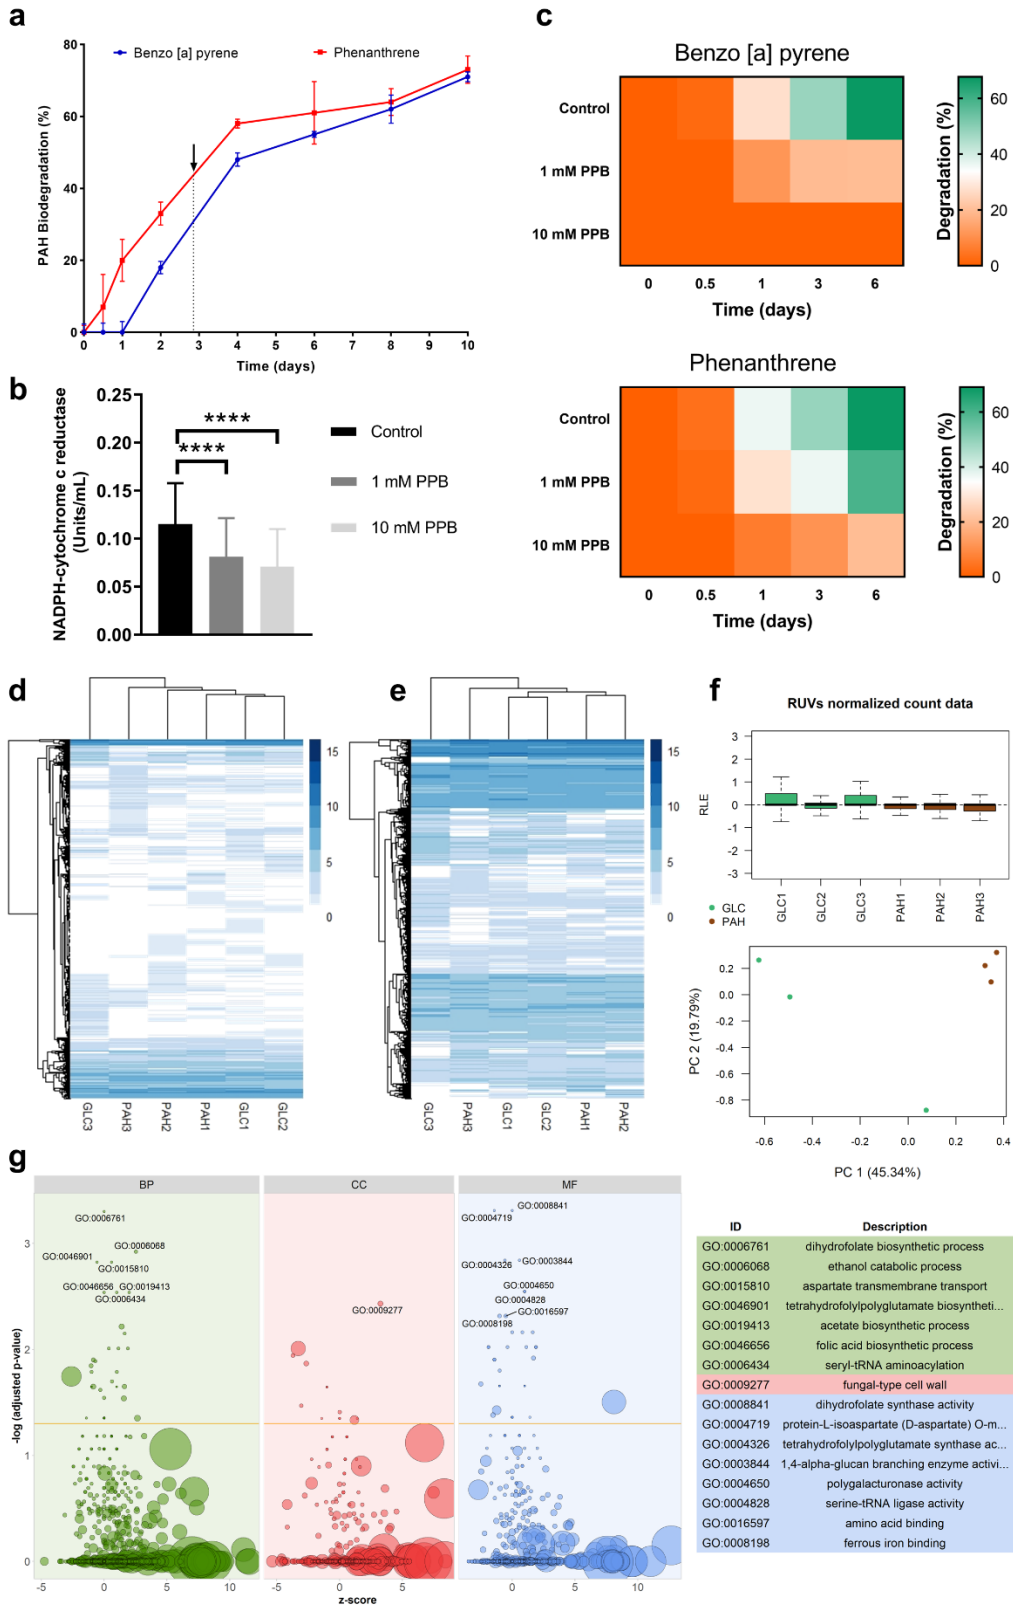 a
80
60
40
20
0
PAH Biodegradation (%)
Benzo [a] pyrene
Phenanthrene
0 1 2 3 4 5 6 7 8 9 10
Time (days)
b
0.25
0.20
0.15
0.10
0.05
0.00
NADPH-cytochrome c reductase
(Units/mL)
****
****
Control
1 mM PPB
10 mM PPB
c
Benzo [a] pyrene
Control
1 mM PPB
10 mM PPB
0 0.5 1 3 6
Time (days)
Degradation (%)
60
40
20
0
Phenanthrene
Control
1 mM PPB
10 mM PPB
0 0.5 1 3 6
Time (days)
Degradation (%)
60
40
20
0
d
15
10
5
0
GLC3 PAH3 PAH2 PAH1 GLC1 GLC2
e
15
10
5
0
GLC3 PAH3 GLC1 GLC2 PAH1 PAH2
f
RUVs normalized count data
3
2
1
0
-1
-2
-3
RLE
GLC1 GLC2 GLC3 PAH1 PAH2 PAH3
GLC
PAH
0.2
0.0
-0.2
-0.4
-0.6
-0.8
PC 2 (19.79%)
-0.6 -0.4 -0.2 0.0 0.2 0.4
PC 1 (45.34%)
g
BP CC MF
GO:0006761
GO:0006068
GO:0046901
GO:0015810
GO:0046656
GO:0019413
GO:0006434
GO:0009277
GO:0008841
GO:0004719
GO:0004326
GO:0003844
GO:0004650
GO:0004828
GO:0016597
GO:0008198
3
2
1
0
-log (adjusted p-value)
-5 0 5 10 -5 0 5 0 5 10
z-score
ID Description
GO:0006761 dihydrofolate biosynthetic process
GO:0006068 ethanol catabolic process
GO:0015810 aspartate transmembrane transport
GO:0046901 tetrahydrofolylpolyglutamate biosyntheti...
GO:0019413 acetate biosynthetic process
GO:0046656 folic acid biosynthetic process
GO:0006434 seryl-tRNA aminoacylation
GO:0009277 fungal-type cell wall
GO:0008841 dihydrofolate synthase activity
GO:0004719 protein-L-isoaspartate (D-aspartate) O-m...
GO:0004326 tetrahydrofolylpolyglutamate synthase ac...
GO:0003844 1,4-alpha-glucan branching enzyme activi...
GO:0004650 polygalacturonase activity
GO:0004828 serine-tRNA ligase activity
GO:0016597 amino acid binding
GO:0008198 ferrous iron binding